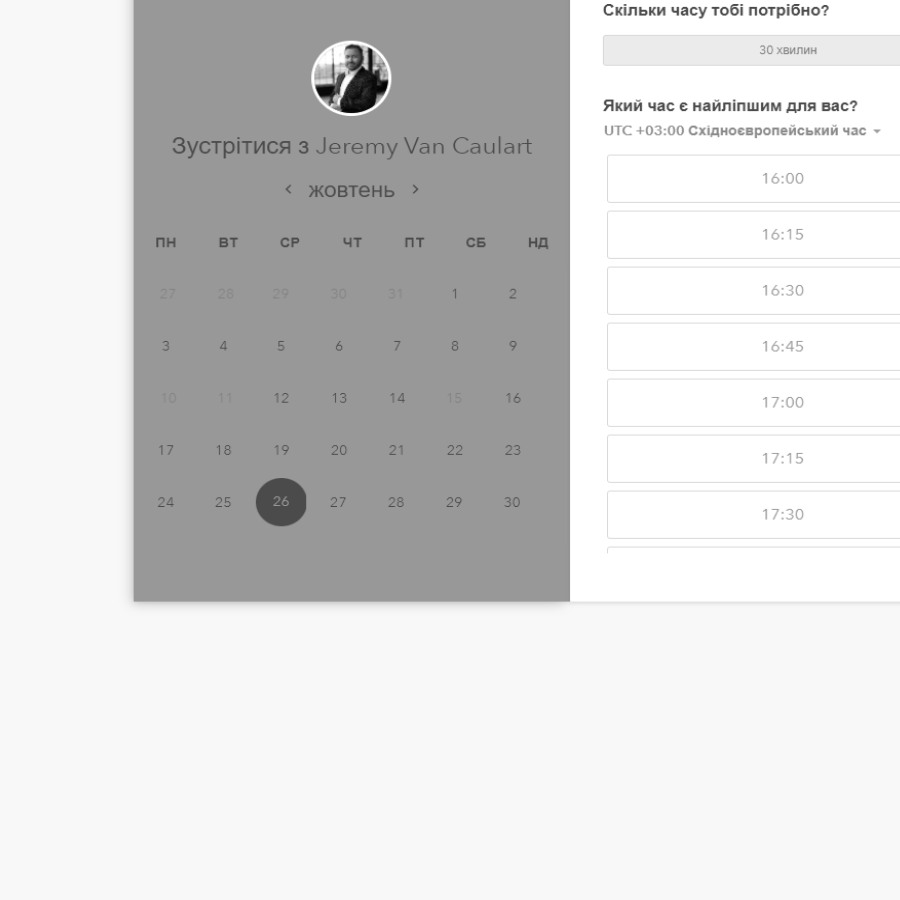 Зустрітися з Jeremy Van Caulart
жовтень
ПН ВТ СР ЧТ ПТ СБ НД
27 28 29 30 31 1 2
3 4 5 6 7 8 9
10 11 12 13 14 15 16
17 18 19 20 21 22 23
24 25 26 27 28 29 30
Скільки часу тобі потрібно?
30 хвилин
Який час є найліпшим для вас?
UTC +03:00 Східноєвропейський час
16:00
16:15
16:30
16:45
17:00
17:15
17:30